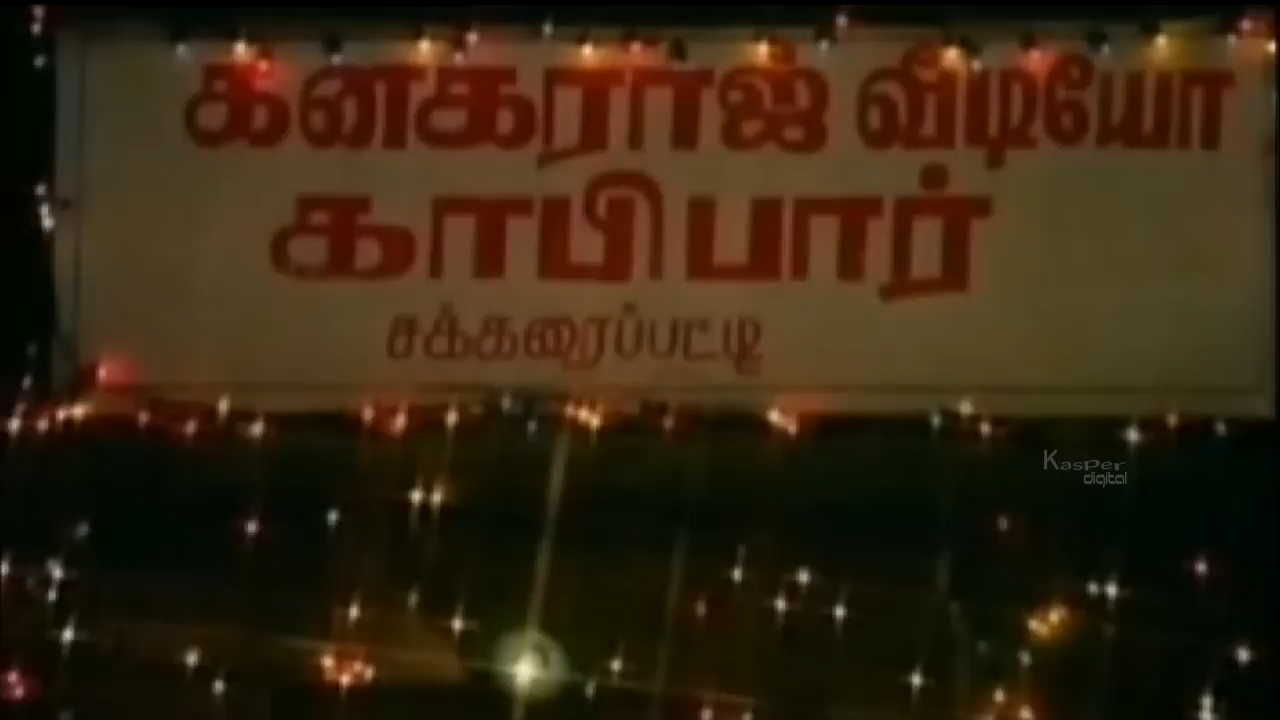 கனகராஜ் வீடியோ
காபி பார்
சக்கரைப்பட்டி
KasPer
digital